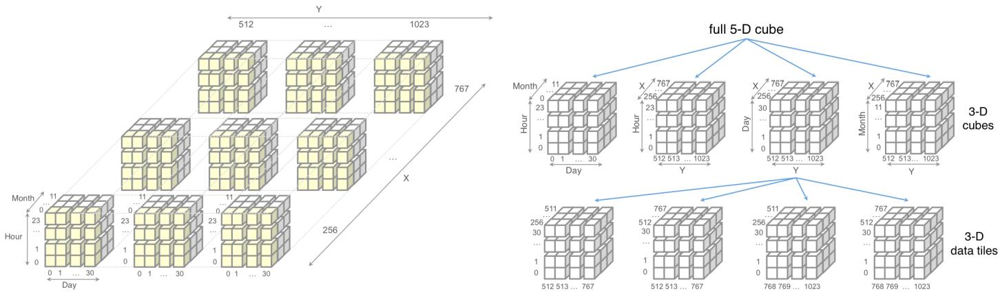 Y
512 … 1023
767
…
X
256
Month
… 11
0
… 11
0
… 11
0
Hour
23
…
1
0
23
…
1
0
23
…
1
0
0 1 … 30
0 1 … 30
0 1 … 30
Day
full 5-D cube
Month
11
…
0
Hour
23
…
1
0
0 1 … 30
Day
X
767
…
256
Hour
23
…
1
0
512 513 … 1023
Y
X
767
…
256
Day
30
…
1
0
512 513… 1023
Y
X
767
…
256
Month
11
…
1
0
512 513… 1023
Y
3-D
cubes
511
…
256
30
…
1
0
512 513 … 767
767
…
512
30
…
1
0
512 513 … 767
511
…
256
30
…
1
0
768 769 … 1023
767
…
512
30
…
1
0
768 769 … 1023
3-D
data tiles